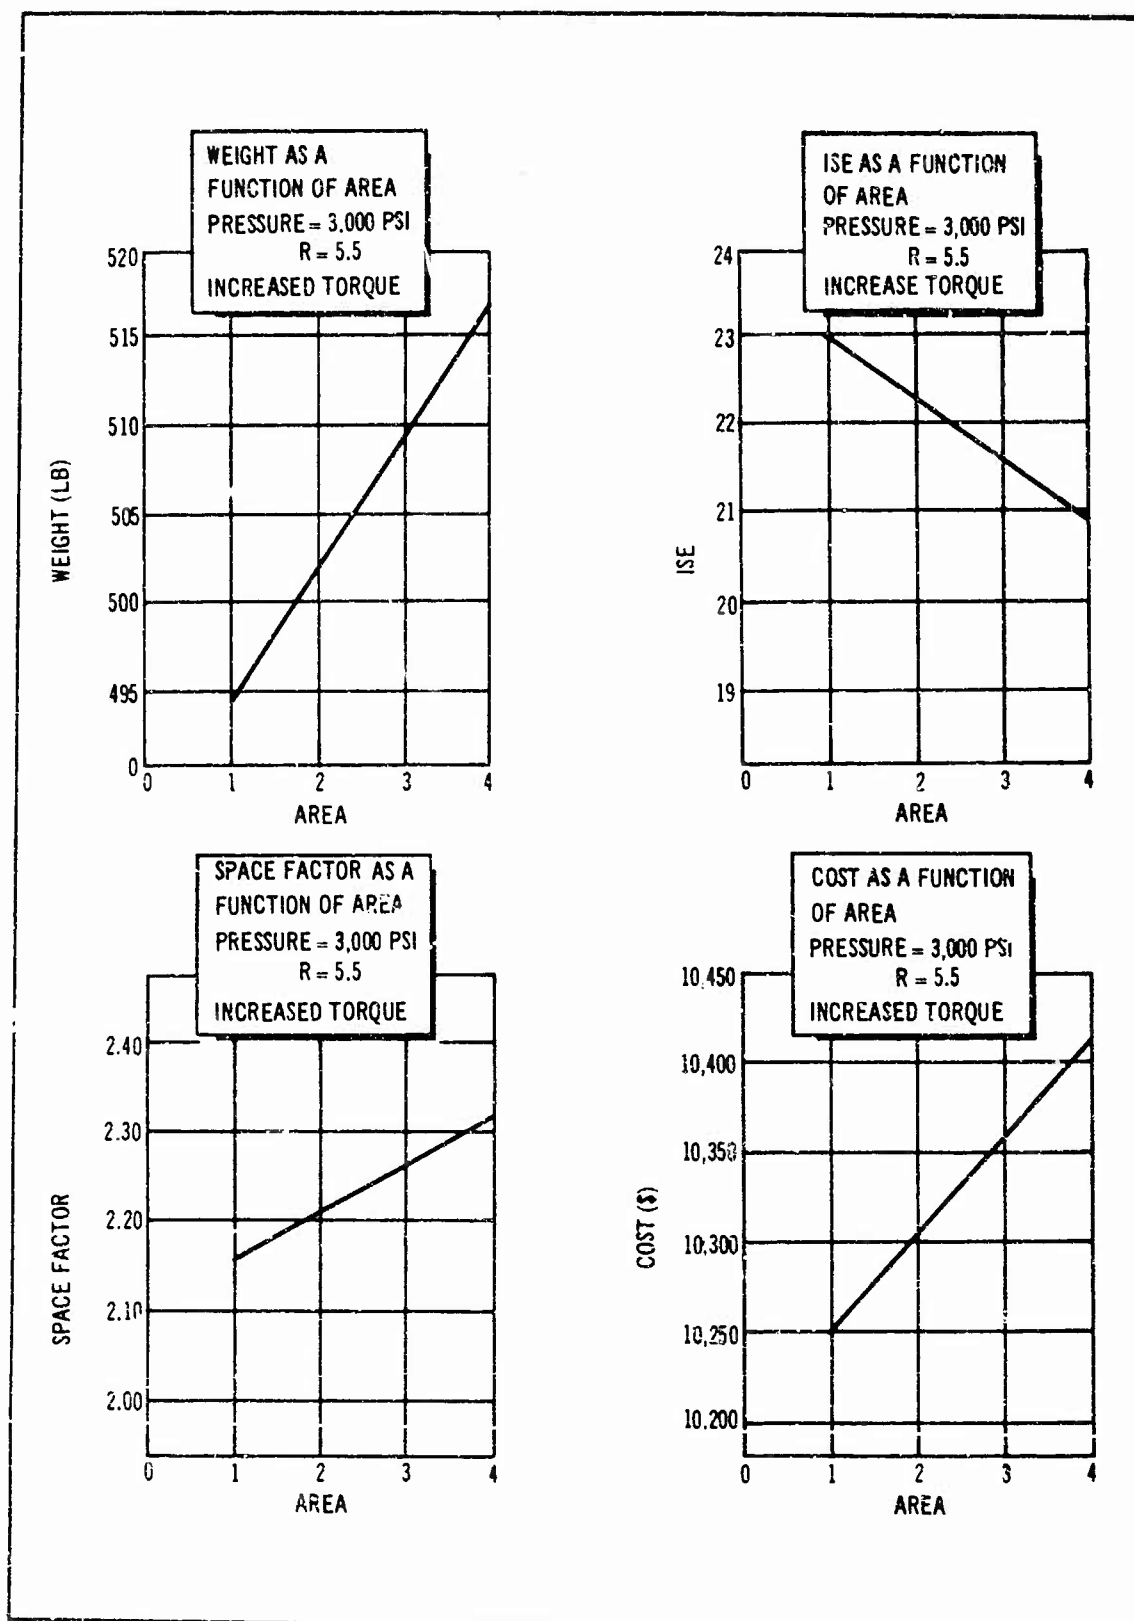 WEIGHT AS A
FUNCTION OF AREA
PRESSURE = 3,000 PSI
R = 5.5
INCREASED TORQUE
520
515
510
505
500
495
0
WEIGHT (LB)
0 1 2 3 4
AREA
ISE AS A FUNCTION
OF AREA
PRESSURE = 3,000 PSI
R = 5.5
INCREASE TORQUE
24
23
22
21
20
19
ISE
0 1 2 3 4
AREA
SPACE FACTOR AS A
FUNCTION OF AREA
PRESSURE = 3,000 PSI
R = 5.5
INCREASED TORQUE
2.40
2.30
2.20
2.10
2.00
SPACE FACTOR
0 1 2 3 4
AREA
COST AS A FUNCTION
OF AREA
PRESSURE = 3,000 PSI
R = 5.5
INCREASED TORQUE
10,450
10,400
10,350
10,300
10,250
10,200
COST ($)
0 1 2 3 4
AREA